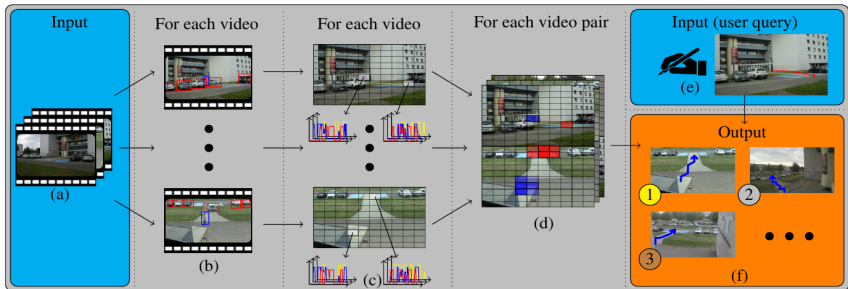 Input
For each video
For each video
For each video pair
Input (user query)
(e)
Output
(a)
1
2
(d)
(b)
(c)
3
(f)